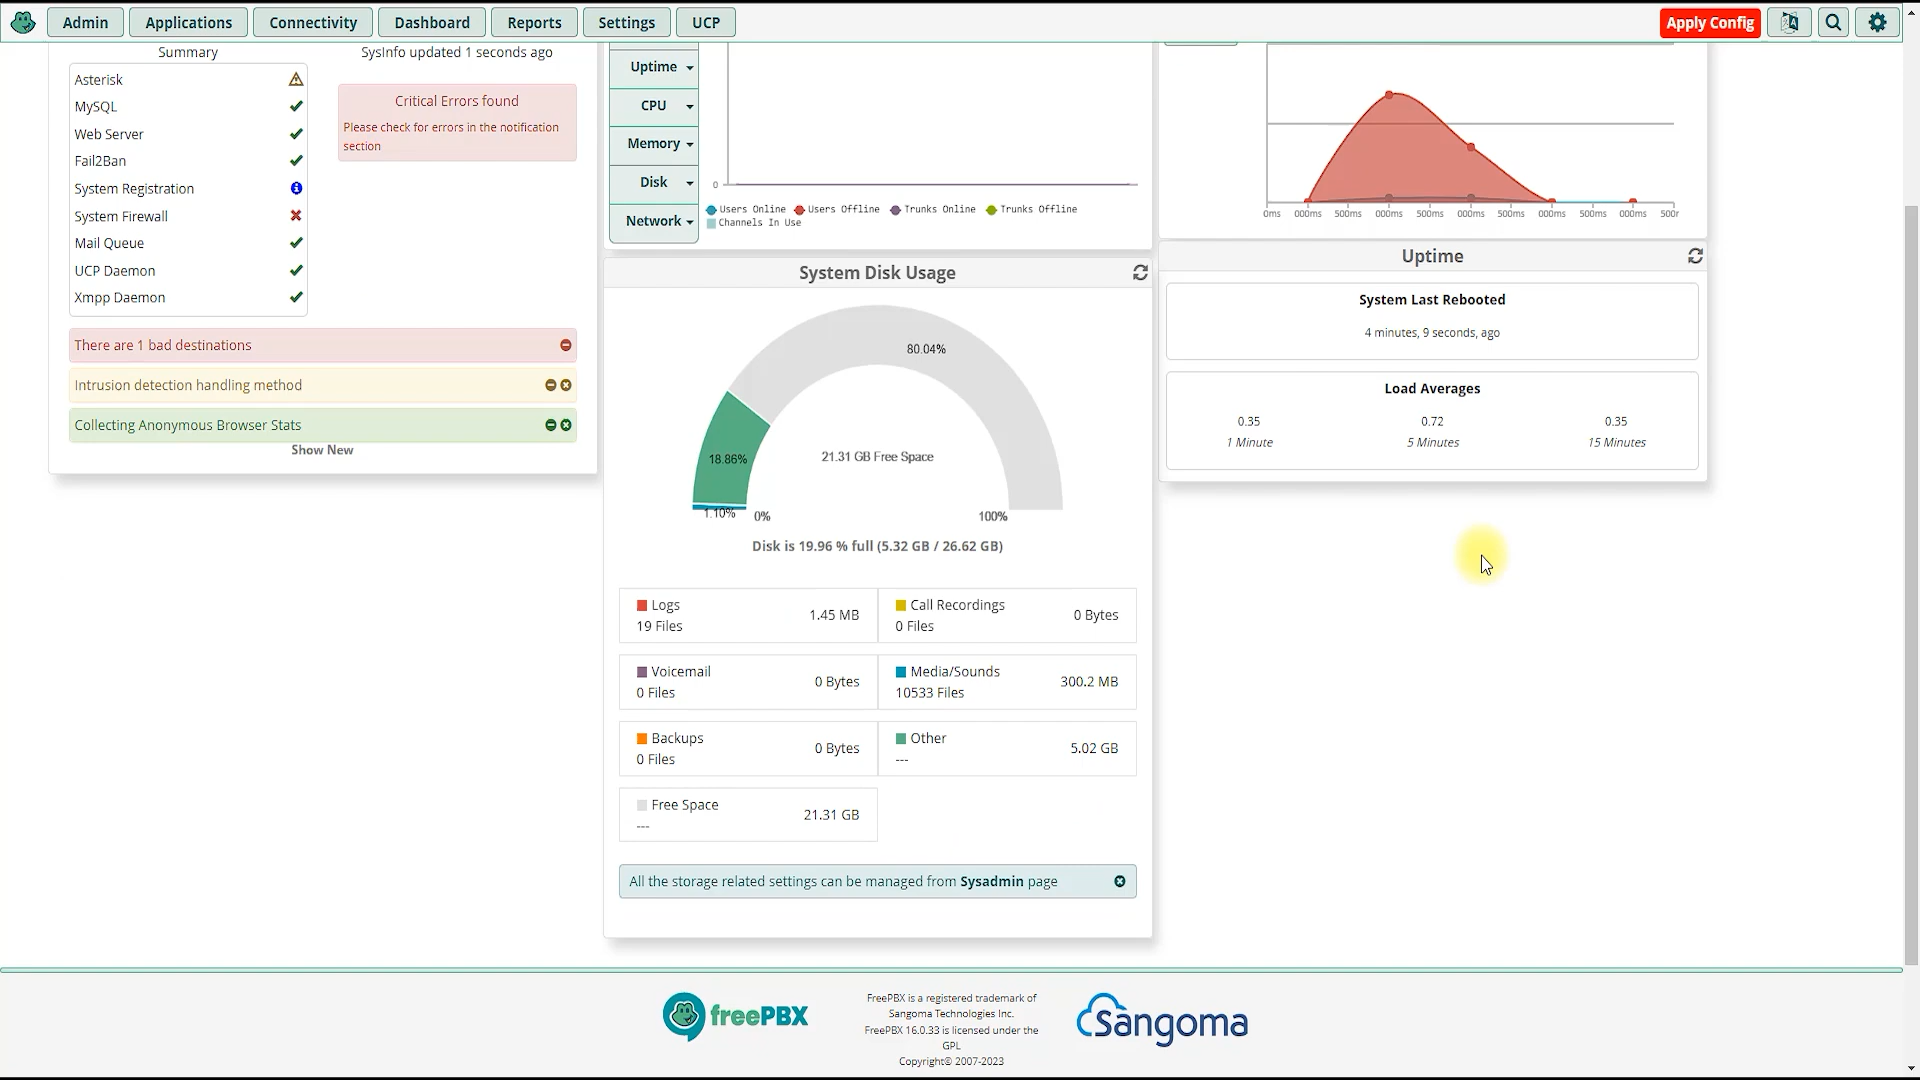 Admin
Applications
Connectivity
Dashboard
Reports
Settings
UCP
Apply Config
Summary
Asterisk
MySQL
Web Server
Fail2Ban
System Registration
System Firewall
Mail Queue
UCP Daemon
Xmpp Daemon
SysInfo updated 1 seconds ago
Critical Errors found
Please check for errors in the notification
section
There are 1 bad destinations
Intrusion detection handling method
Collecting Anonymous Browser Stats
Show New
Uptime
CPU
Memory
Disk
Network
0
Users Online Users Offline Trunks Online Trunks Offline
Channels In Use
System Disk Usage
80.04%
18.86%
1.10%
21.31 GB Free Space
0%
100%
Disk is 19.96 % full (5.32 GB / 26.62 GB)
Logs
19 Files
1.45 MB
Call Recordings
0 Files
0 Bytes
Voicemail
0 Files
0 Bytes
Media/Sounds
10533 Files
300.2 MB
Backups
0 Files
0 Bytes
Other
---
5.02 GB
Free Space
---
21.31 GB
All the storage related settings can be managed from Sysadmin page
0ms 000ms 500ms 000ms 500ms 000ms 500ms 000ms 500ms 000ms 500r
Uptime
System Last Rebooted
4 minutes, 9 seconds, ago
Load Averages
0.35
1 Minute
0.72
5 Minutes
0.35
15 Minutes
freePBX
FreePBX is a registered trademark of
Sangoma Technologies Inc.
FreePBX 16.0.33 is licensed under the
GPL
Copyright© 2007-2023
Sangoma